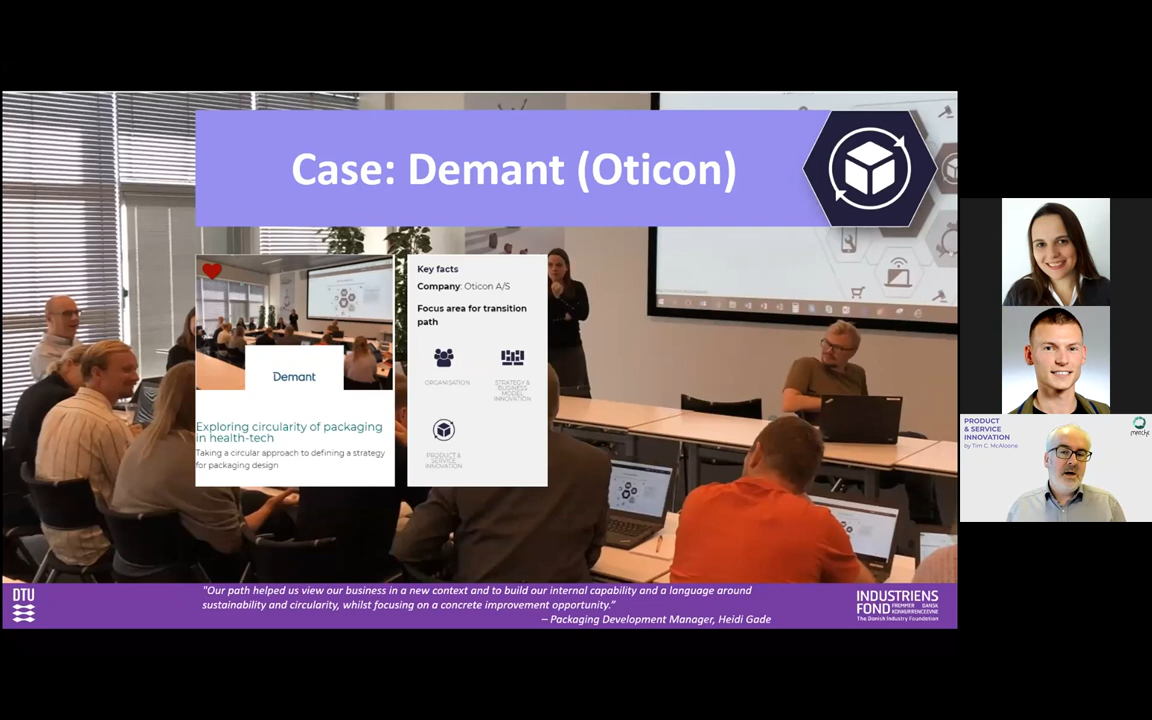 Case: Demant (Oticon)
Demant
Exploring circularity of packaging
in health-tech
Taking a circular approach to defining a strategy
for packaging design
Key facts
Company: Oticon A/S
Focus area for transition
path
ORGANISATION
STRATEGY &
BUSINESS
MODEL
INNOVATION
PRODUCT &
SERVICE
INNOVATION
PRODUCT
& SERVICE
INNOVATION
by Tim C. McAloone
DTU
"Our path helped us view our business in a new context and to build our internal capability and a language around
sustainability and circularity, whilst focusing on a concrete improvement opportunity."
– Packaging Development Manager, Heidi Gade
INDUSTRIENS
FOND FREMMER DANSK
KONKURRENCEEVNE
The Danish Industry Foundation